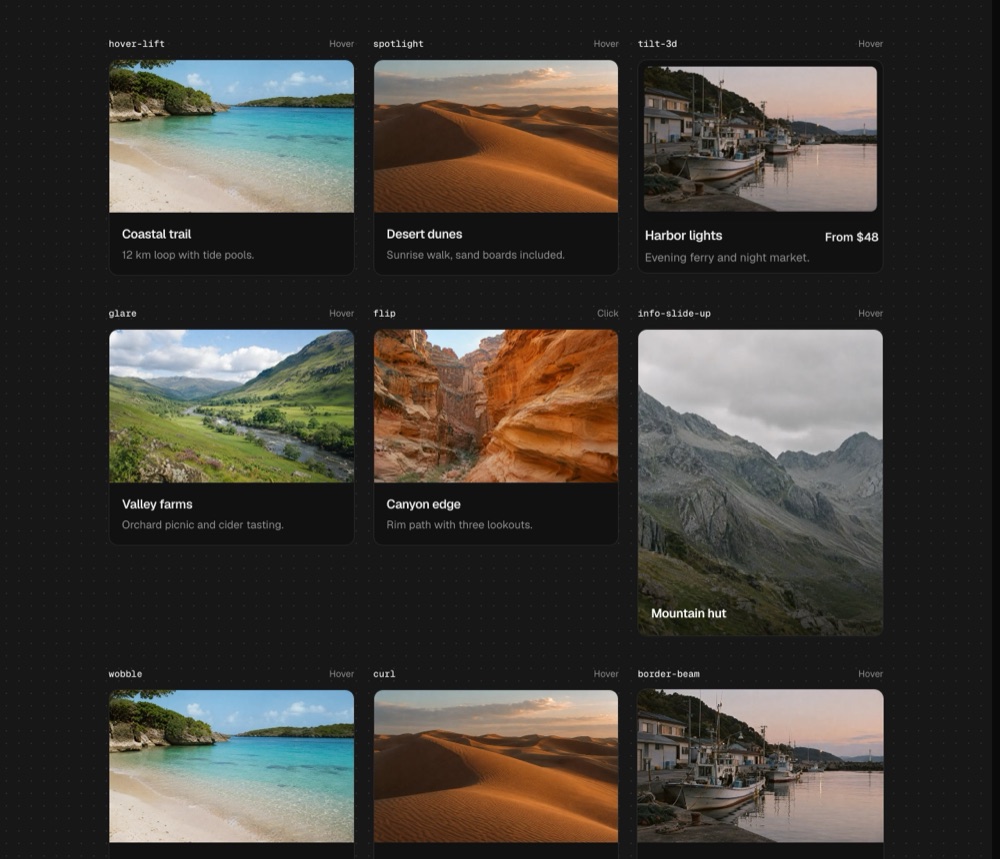 hover-lift Hover
spotlight Hover
tilt-3d Hover
Coastal trail
12 km loop with tide pools.
Desert dunes
Sunrise walk, sand boards included.
Harbor lights From $48
Evening ferry and night market.
glare Hover
flip Click
info-slide-up Hover
Valley farms
Orchard picnic and cider tasting.
Canyon edge
Rim path with three lookouts.
Mountain hut
wobble Hover
curl Hover
border-beam Hover